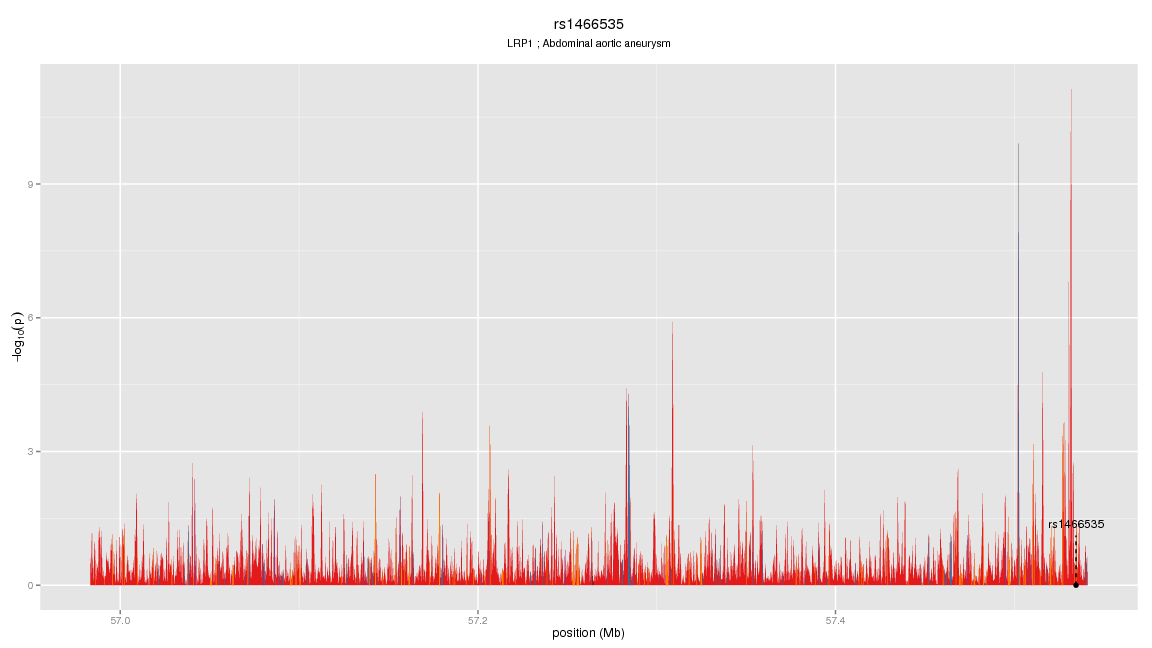 rs1466535
LRP1 ; Abdominal aortic aneurysm
9
6
3
0
−log10(p)
rs1466535
57.0 57.2 57.4
position (Mb)